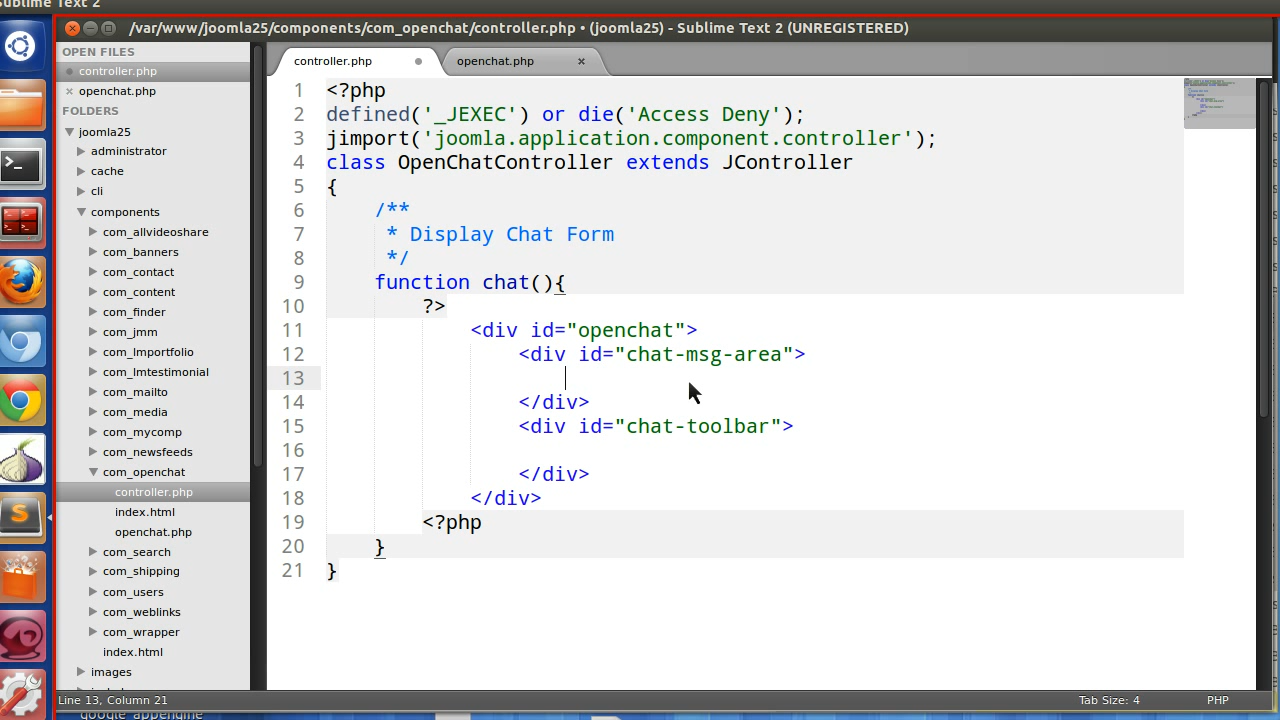 Sublime Text 2
/var/www/joomla25/components/com_openchat/controller.php • (joomla25) - Sublime Text 2 (UNREGISTERED)
OPEN FILES
controller.php
openchat.php
FOLDERS
joomla25
administrator
cache
cli
components
com_allvideoshare
com_banners
com_contact
com_content
com_finder
com_jmm
com_lmportfolio
com_lmtestimonial
com_mailto
com_media
com_mycomp
com_newsfeeds
com_openchat
controller.php
index.html
openchat.php
com_search
com_shipping
com_users
com_weblinks
com_wrapper
index.html
images
controller.php
openchat.php
1 <?php
2 defined('_JEXEC') or die('Access Deny');
3 jimport('joomla.application.component.controller');
4 class OpenChatController extends JController
5 {
6 /**
7 * Display Chat Form
8 */
9 function chat(){
10 ?>
11 <div id="openchat">
12 <div id="chat-msg-area">
13
14 </div>
15 <div id="chat-toolbar">
16
17 </div>
18 </div>
19 <?php
20 }
21 }
Line 13, Column 21
Tab Size: 4
PHP
google_appengine